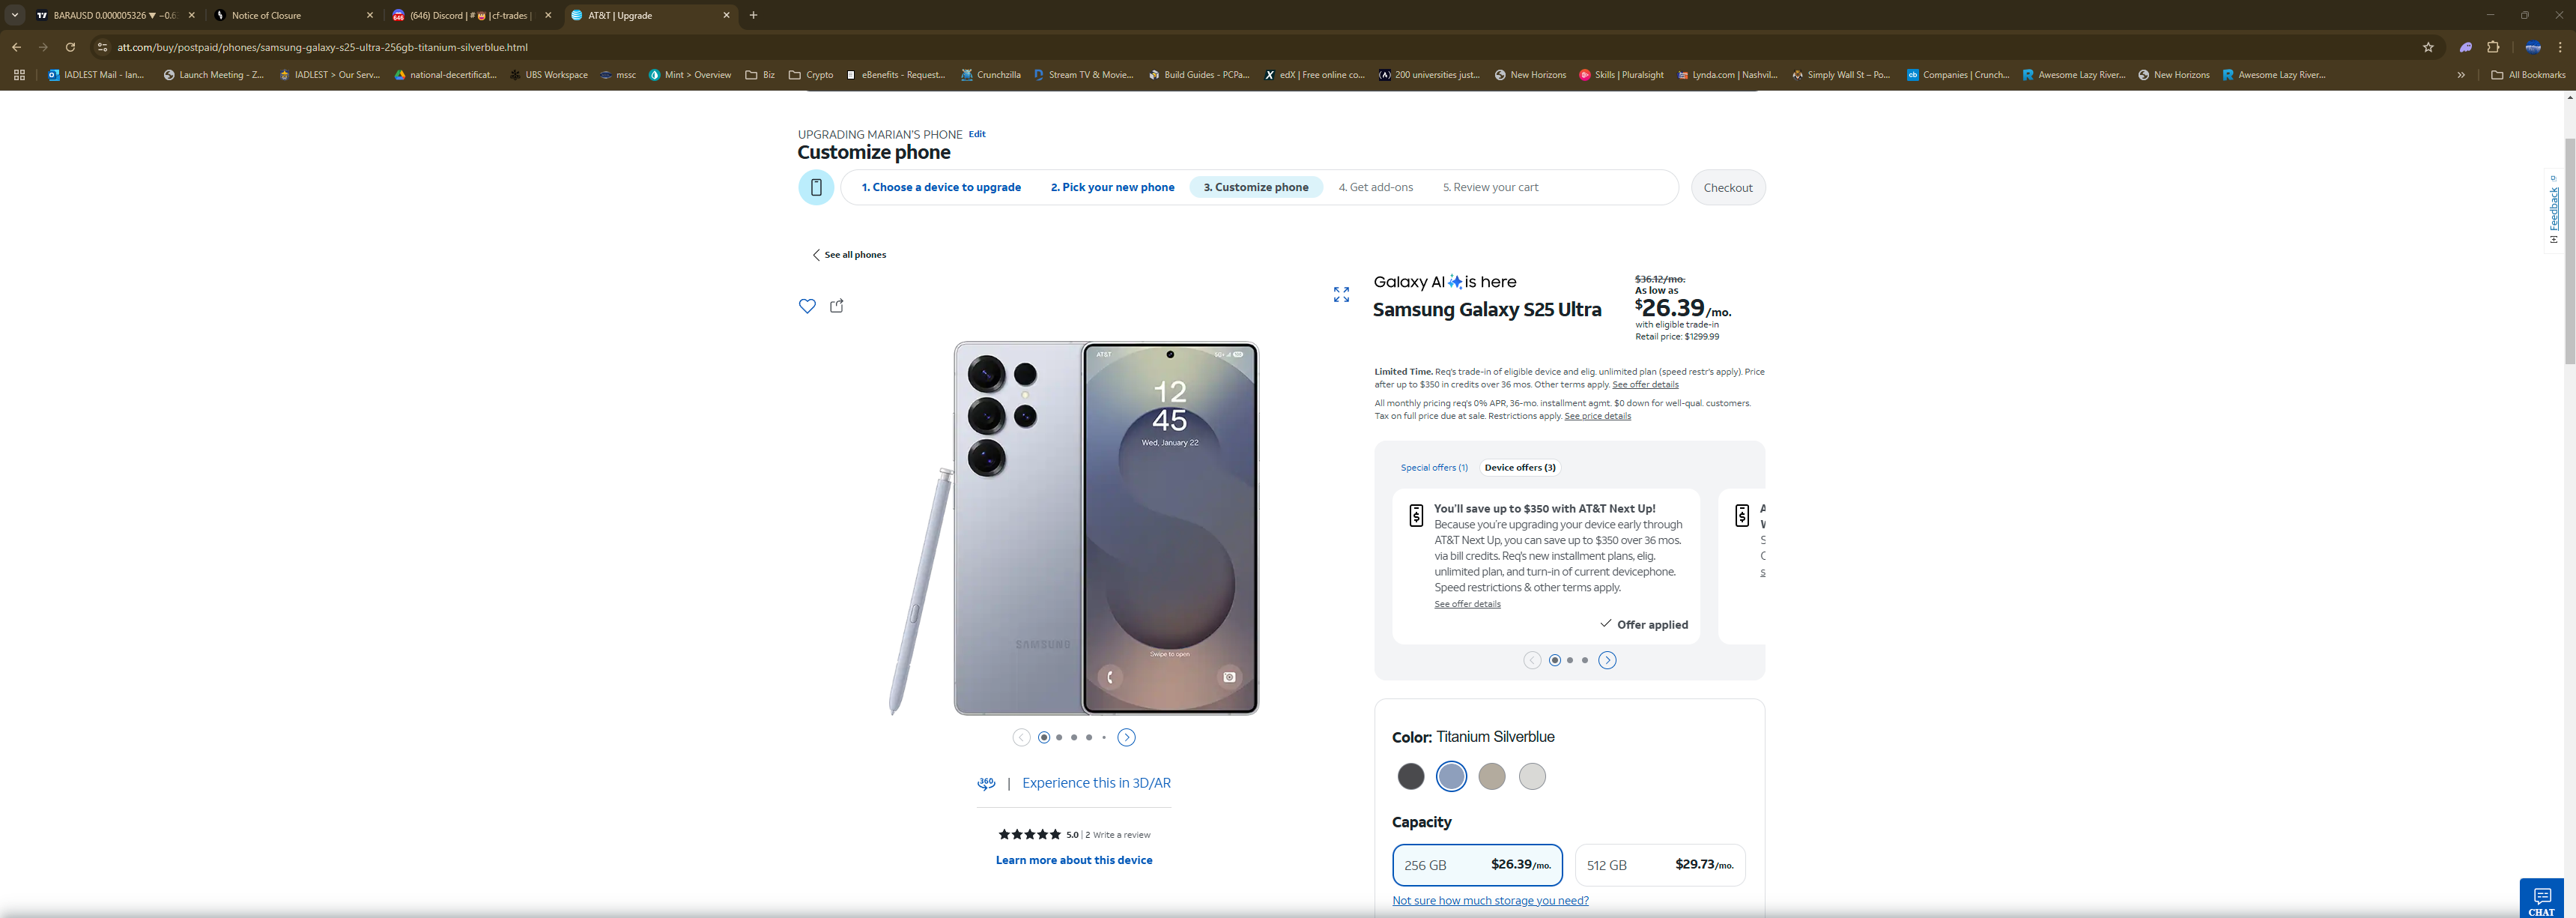 BARAUSD 0.000005326 ▼ −0.6
Notice of Closure
(646) Discord | # | cf-trades |
AT&T | Upgrade
att.com/buy/postpaid/phones/samsung-galaxy-s25-ultra-256gb-titanium-silverblue.html
IADLEST Mail - Ian...
Launch Meeting - Z...
IADLEST > Our Serv...
national-decertificat...
UBS Workspace
mssc
Mint > Overview
Biz
Crypto
eBenefits - Request...
Crunchzilla
Stream TV & Movie...
Build Guides - PCPa...
edX | Free online co...
200 universities just...
New Horizons
Skills | Pluralsight
Lynda.com | Nashvil...
Simply Wall St – Po...
Companies | Crunch...
Awesome Lazy River...
New Horizons
Awesome Lazy River...
All Bookmarks
UPGRADING MARIAN'S PHONE Edit
Customize phone
1. Choose a device to upgrade
2. Pick your new phone
3. Customize phone
4. Get add-ons
5. Review your cart
Checkout
Feedback
See all phones
Galaxy AI is here
Samsung Galaxy S25 Ultra
$36.12/mo.
As low as
$26.39/mo.
with eligible trade-in
Retail price: $1299.99
Limited Time. Req's trade-in of eligible device and elig. unlimited plan (speed restr's apply). Price
after up to $350 in credits over 36 mos. Other terms apply. See offer details
All monthly pricing req's 0% APR, 36-mo. installment agmt. $0 down for well-qual. customers.
Tax on full price due at sale. Restrictions apply. See price details
AT&T
12
45
Wed, January 22
SAMSUNG
Swipe to open
Special offers (1)
Device offers (3)
You'll save up to $350 with AT&T Next Up!
Because you're upgrading your device early through
AT&T Next Up, you can save up to $350 over 36 mos.
via bill credits. Req's new installment plans, elig.
unlimited plan, and turn-in of current devicephone.
Speed restrictions & other terms apply.
See offer details
Offer applied
360
Experience this in 3D/AR
5.0 | 2 Write a review
Learn more about this device
Color: Titanium Silverblue
Capacity
256 GB $26.39/mo.
512 GB $29.73/mo.
Not sure how much storage you need?
CHAT